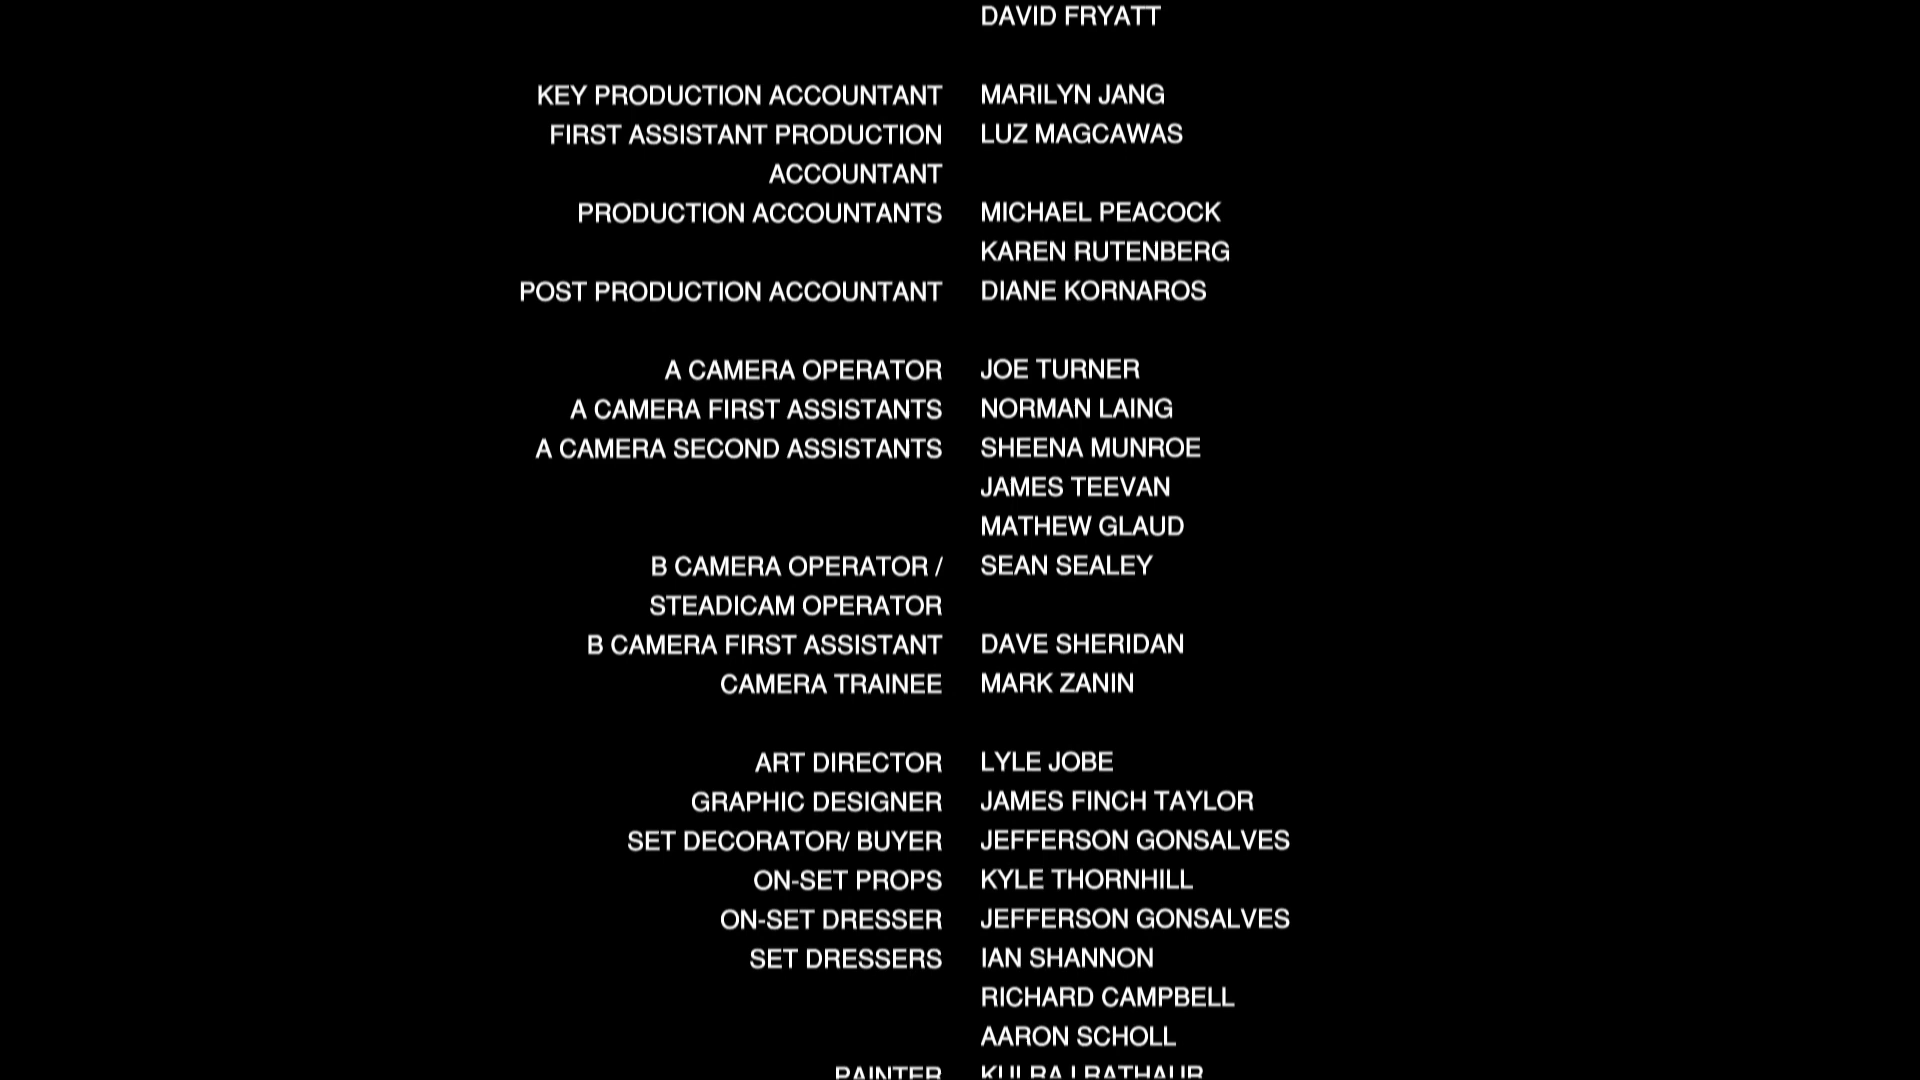 DAVID FRYATT
KEY PRODUCTION ACCOUNTANT MARILYN JANG
FIRST ASSISTANT PRODUCTION LUZ MAGCAWAS
ACCOUNTANT
PRODUCTION ACCOUNTANTS MICHAEL PEACOCK
KAREN RUTENBERG
POST PRODUCTION ACCOUNTANT DIANE KORNAROS
A CAMERA OPERATOR JOE TURNER
A CAMERA FIRST ASSISTANTS NORMAN LAING
A CAMERA SECOND ASSISTANTS SHEENA MUNROE
JAMES TEEVAN
MATHEW GLAUD
B CAMERA OPERATOR / SEAN SEALEY
STEADICAM OPERATOR
B CAMERA FIRST ASSISTANT DAVE SHERIDAN
CAMERA TRAINEE MARK ZANIN
ART DIRECTOR LYLE JOBE
GRAPHIC DESIGNER JAMES FINCH TAYLOR
SET DECORATOR/ BUYER JEFFERSON GONSALVES
ON-SET PROPS KYLE THORNHILL
ON-SET DRESSER JEFFERSON GONSALVES
SET DRESSERS IAN SHANNON
RICHARD CAMPBELL
AARON SCHOLL
PAINTER